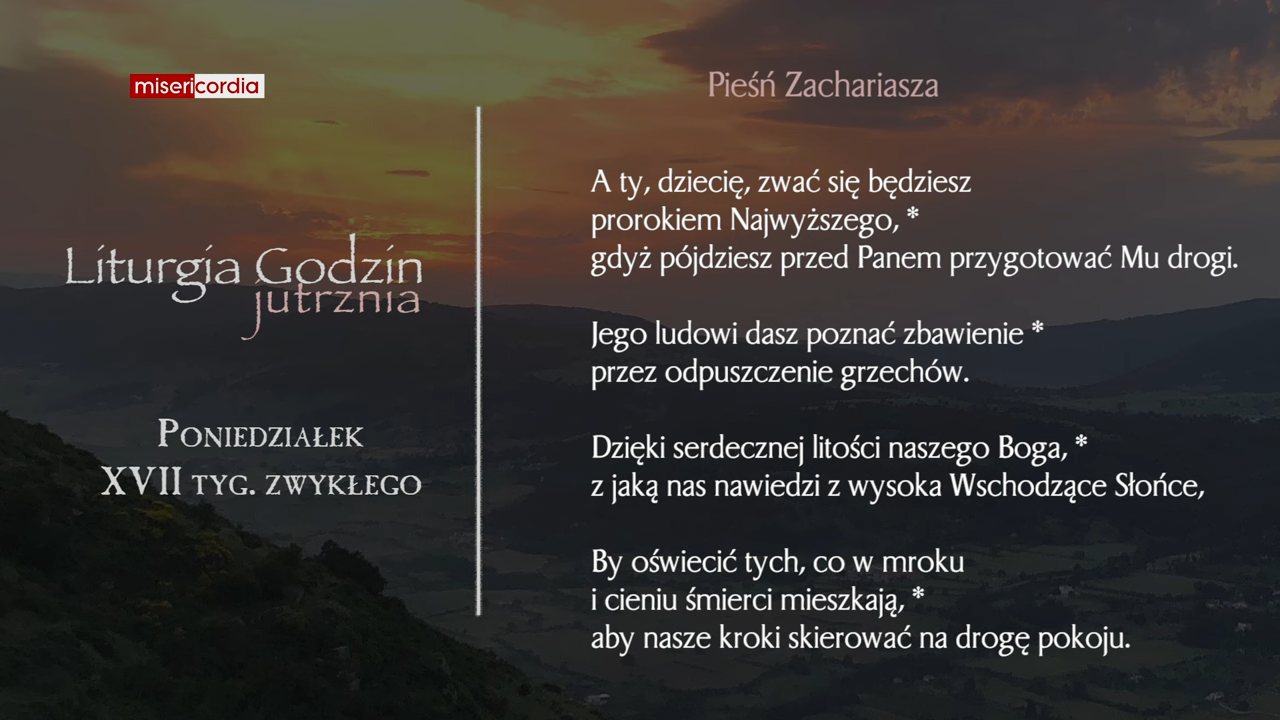 misericordia
Liturgia Godzin
jutrznia
Poniedziałek
XVII tyg. zwykłego
Pieśń Zachariasza
A ty, dziecię, zwać się będziesz
prorokiem Najwyższego, *
gdyż pójdziesz przed Panem przygotować Mu drogi.
Jego ludowi dasz poznać zbawienie *
przez odpuszczenie grzechów.
Dzięki serdecznej litości naszego Boga, *
z jaką nas nawiedzi z wysoka Wschodzące Słońce,
By oświecić tych, co w mroku
i cieniu śmierci mieszkają, *
aby nasze kroki skierować na drogę pokoju.